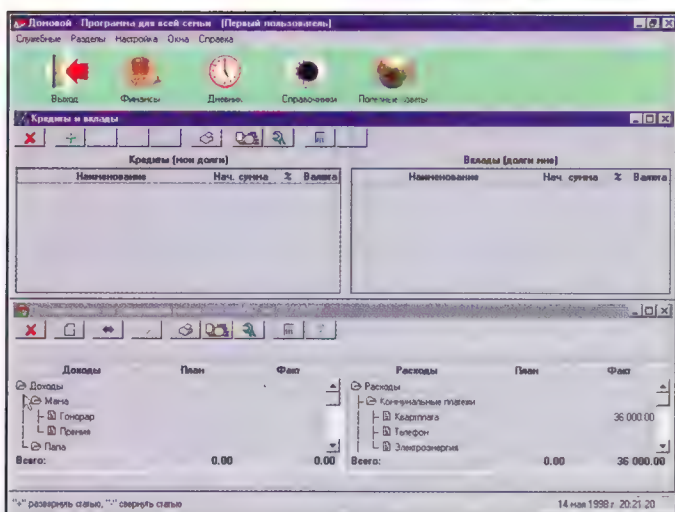 Домовой - Программа для всей семьи - [Первый пользователь]
Служебные Разделы Настройка Окна Справка
Выход Финансы Дневник Справочники Полезные советы
Кредиты и вклады
Кредиты (мои долги) Вклады (долги мне)
Наименование Нач. сумма % Валюта Наименование Нач. сумма % Валюта
Доходы План Факт Расходы План Факт
Доходы Расходы
Мама Коммунальные платежи
Гонорар Квартплата 36 000.00
Премия Телефон
Папа Электроэнергия
Всего: 0.00 0.00 Всего: 0.00 36 000.00
"+" развернуть статью, "-" свернуть статью 14 мая 1998 г. 20:21:20